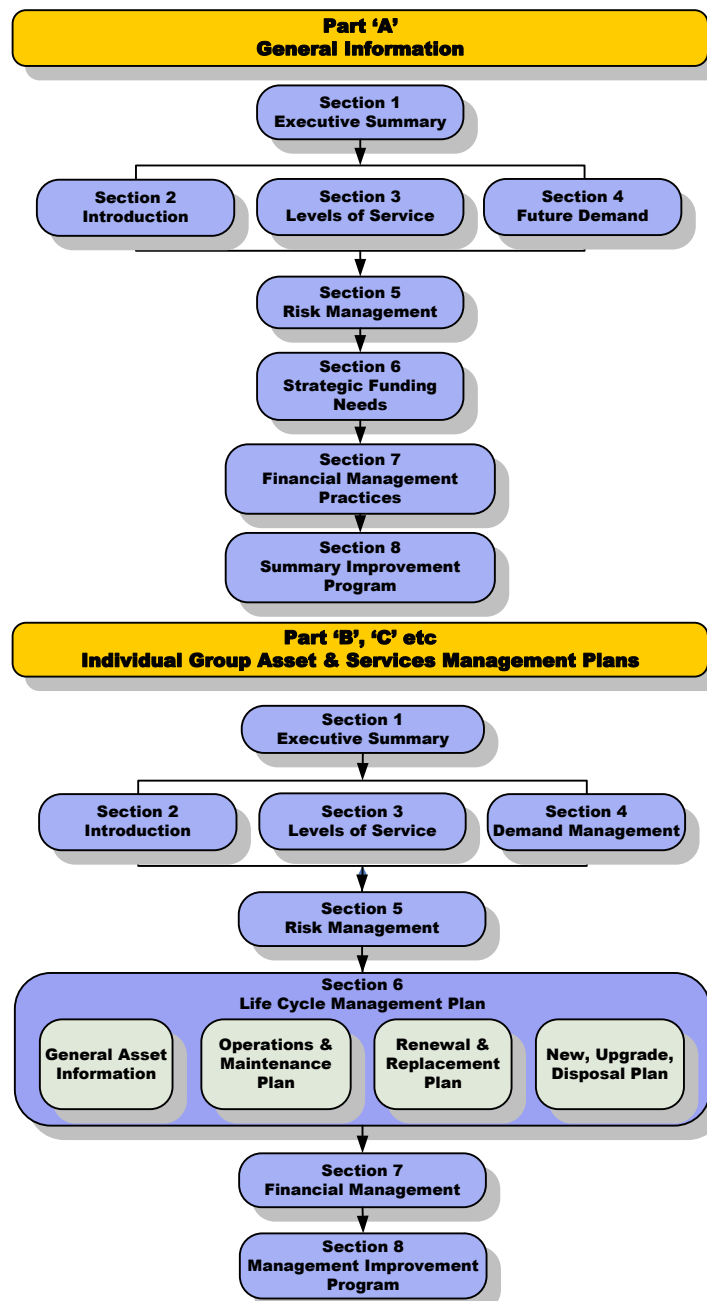 Part ‘A’
General Information
Section 1
Executive Summary
Section 2
Introduction
Section 3
Levels of Service
Section 4
Future Demand
Section 5
Risk Management
Section 6
Strategic Funding
Needs
Section 7
Financial Management
Practices
Section 8
Summary Improvement
Program
Part ‘B’, ‘C’ etc
Individual Group Asset & Services Management Plans
Section 1
Executive Summary
Section 2
Introduction
Section 3
Levels of Service
Section 4
Demand Management
Section 5
Risk Management
Section 6
Life Cycle Management Plan
General Asset
Information
Operations &
Maintenance
Plan
Renewal &
Replacement
Plan
New, Upgrade,
Disposal Plan
Section 7
Financial Management
Section 8
Management Improvement
Program